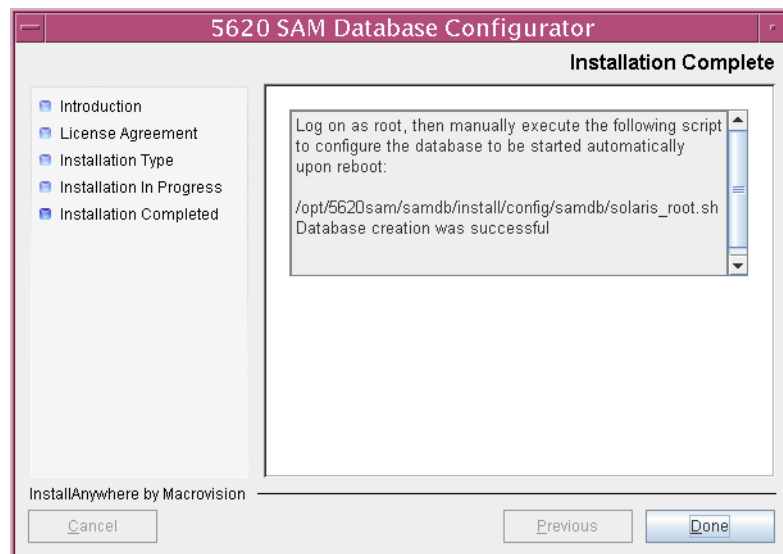 5620 SAM Database Configurator
Installation Complete
Introduction
License Agreement
Installation Type
Installation In Progress
Installation Completed
Log on as root, then manually execute the following script
to configure the database to be started automatically
upon reboot:
/opt/5620sam/samdb/install/config/samdb/solaris_root.sh
Database creation was successful
InstallAnywhere by Macrovision
Cancel
Previous
Done